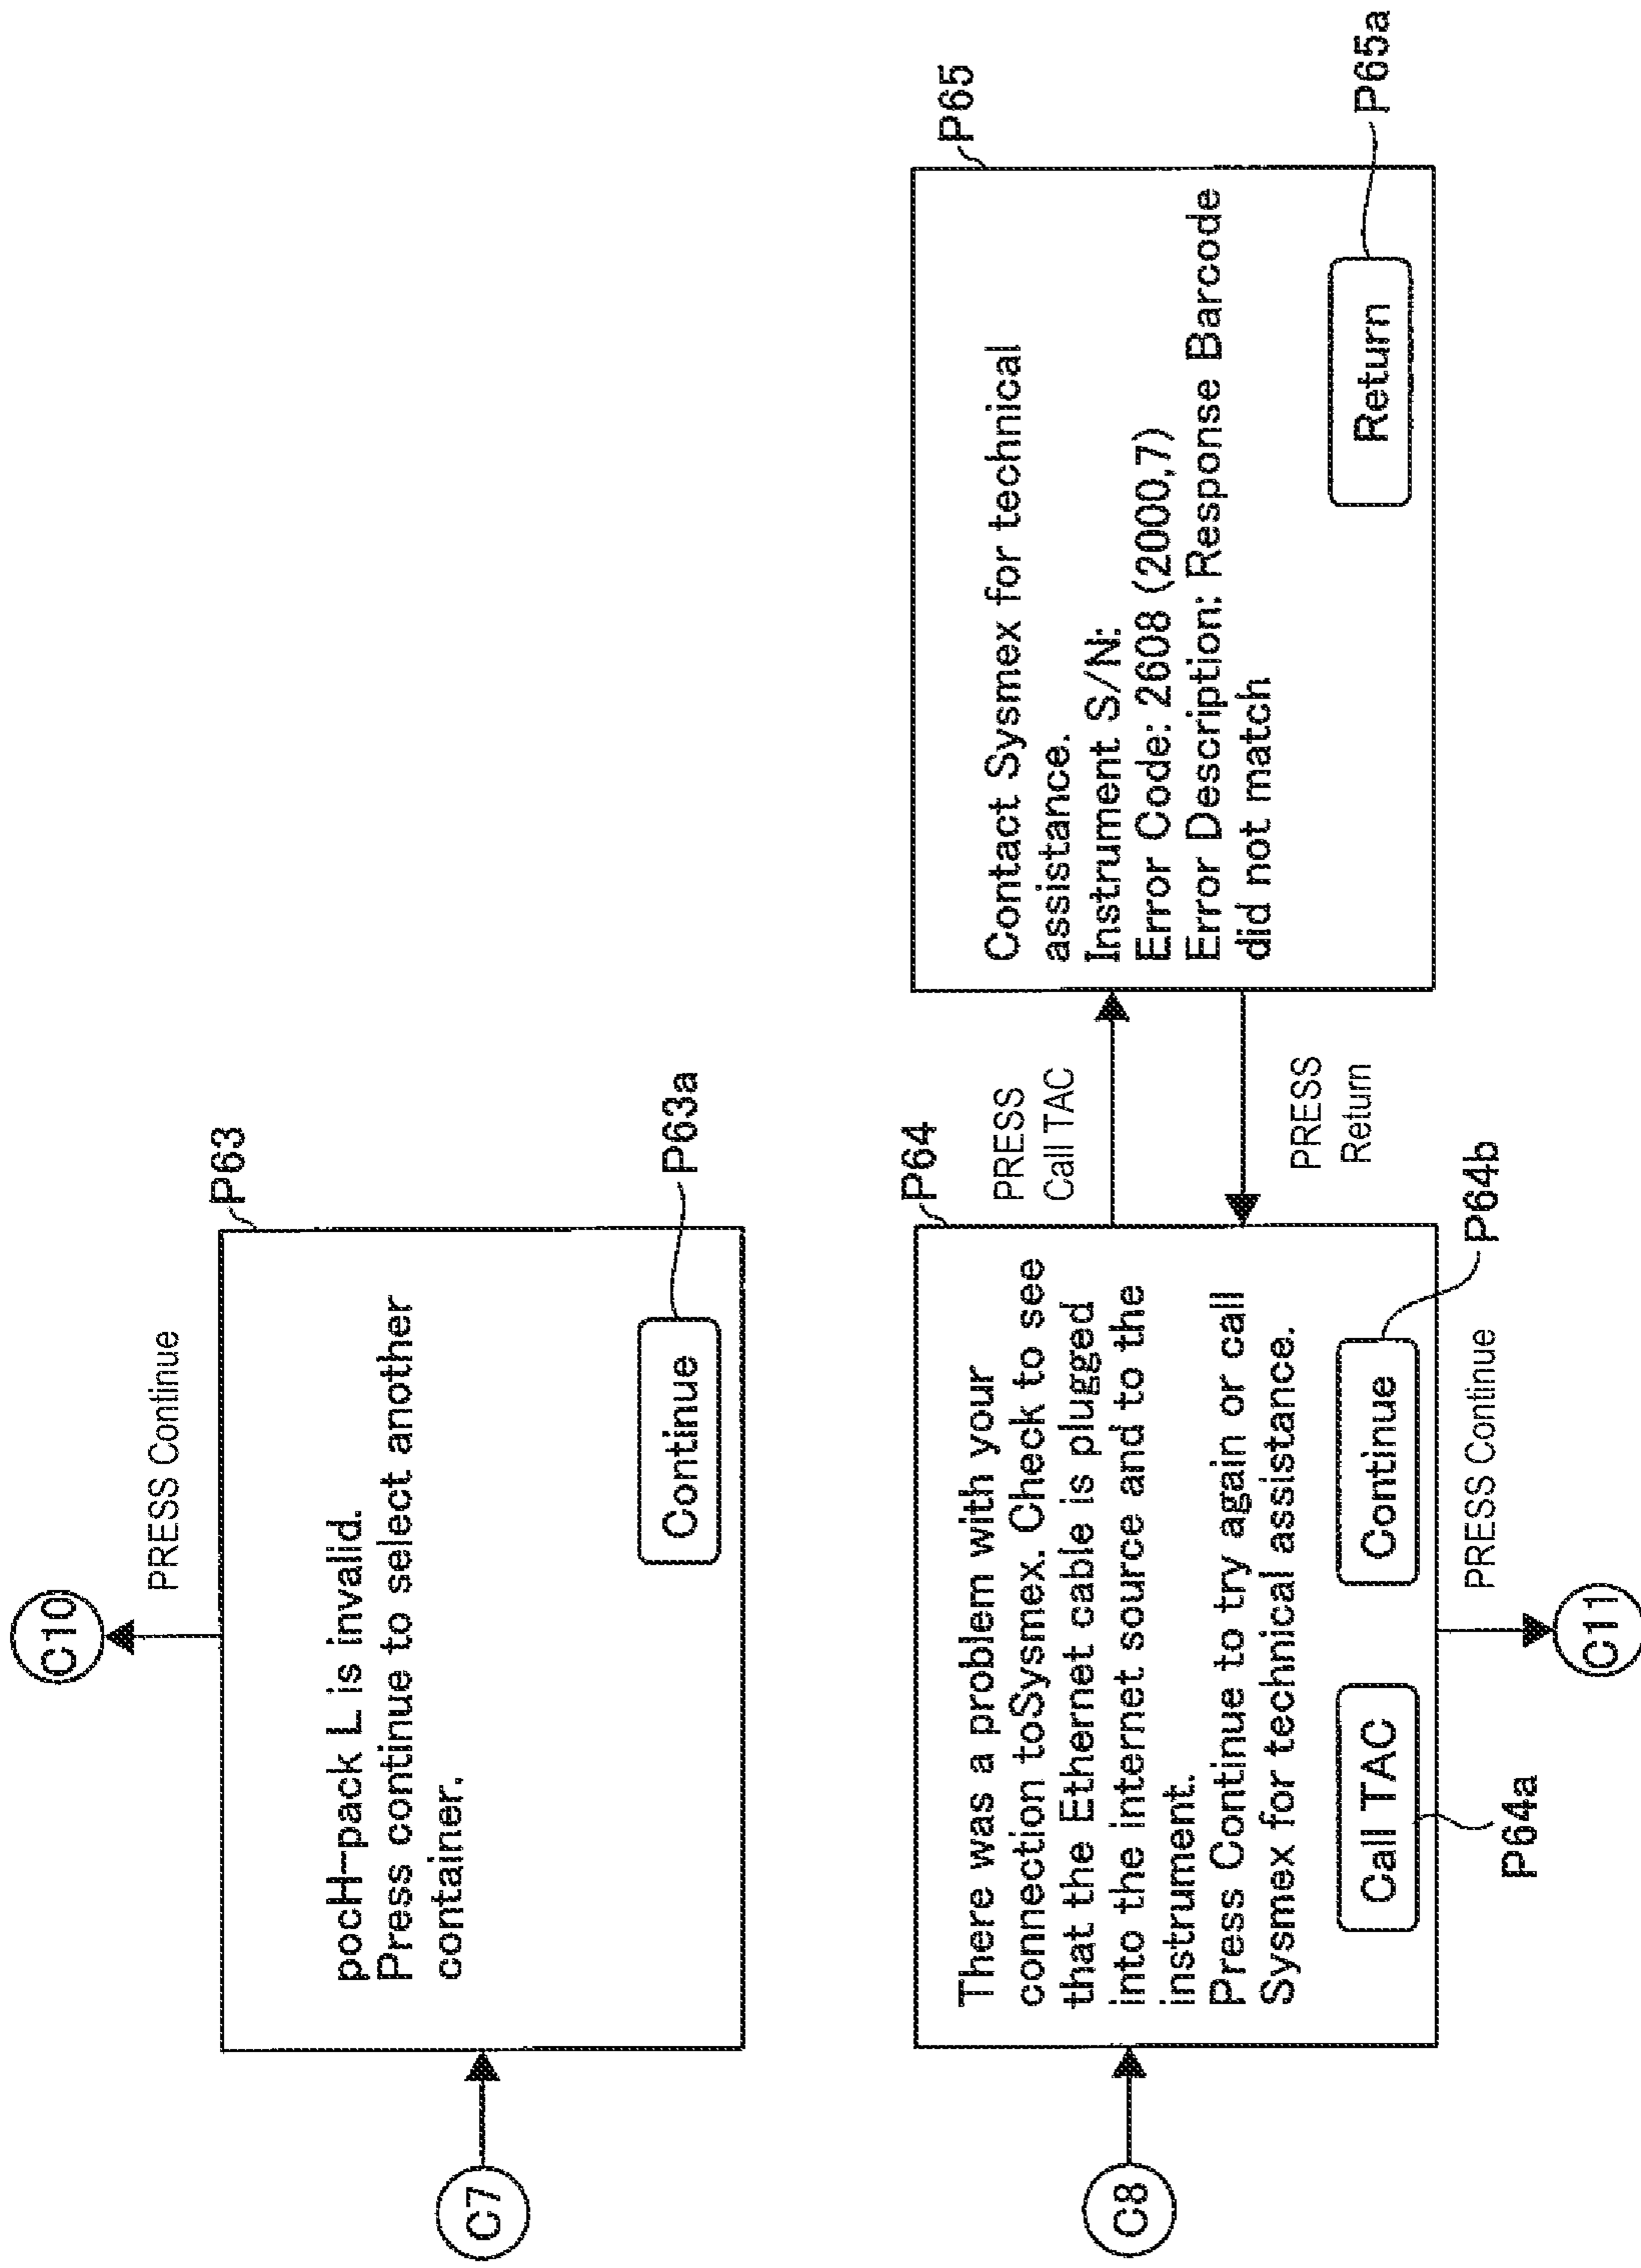 C10
PRESS Continue
P63
C7
pocH-pack L is invalid.
Press continue to select another
container.
Continue
P63a
P64
C8
There was a problem with your
connection toSysmex. Check to see
that the Ethernet cable is plugged
into the internet source and to the
instrument.
Press Continue to try again or call
Sysmex for technical assistance.
Call TAC
Continue
P64a
P64b
PRESS Continue
C11
PRESS
Call TAC
PRESS
Return
P65
Contact Sysmex for technical
assistance.
Instrument S/N:
Error Code: 2608 (2000,7)
Error Description: Response Barcode
did not match
Return
P65a